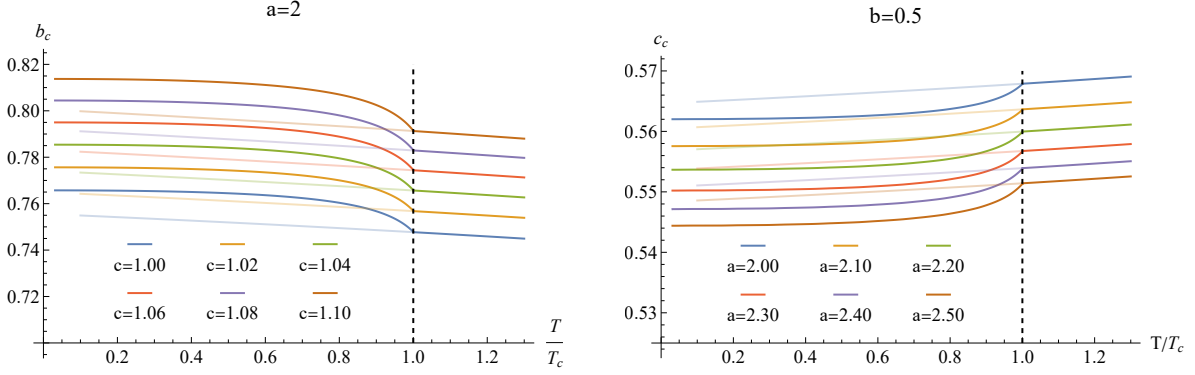 a=2
b_c
0.82
0.80
0.78
0.76
0.74
0.72
0.2 0.4 0.6 0.8 1.0 1.2
T
T_c
c=1.00 c=1.02 c=1.04
c=1.06 c=1.08 c=1.10
b=0.5
c_c
0.57
0.56
0.55
0.54
0.53
0.2 0.4 0.6 0.8 1.0 1.2
T/T_c
a=2.00 a=2.10 a=2.20
a=2.30 a=2.40 a=2.50